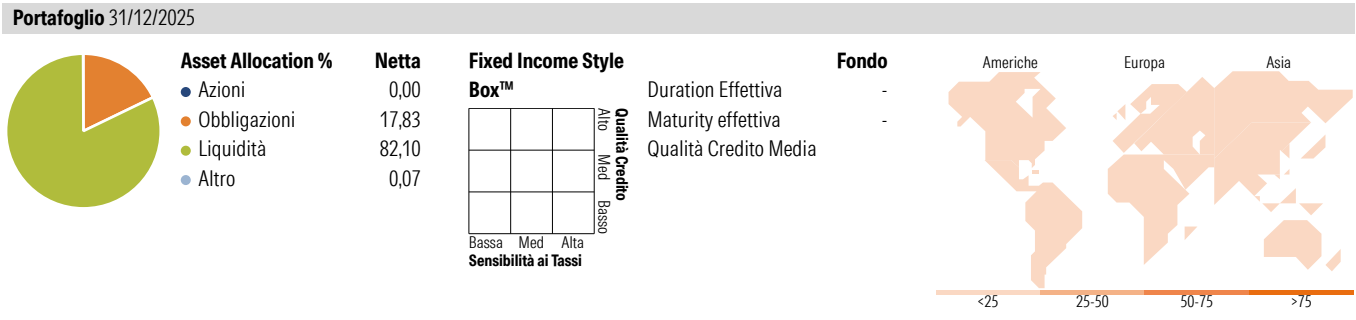 Portafoglio 31/12/2025
Asset Allocation % Netta
Azioni 0,00
Obbligazioni 17,83
Liquidità 82,10
Altro 0,07
Fixed Income Style
Box™
Alto Med Basso
Qualità Credito
Bassa Med Alta
Sensibilità ai Tassi
Fondo
Duration Effettiva -
Maturity effettiva -
Qualità Credito Media
Americhe Europa Asia
<25 25-50 50-75 >75